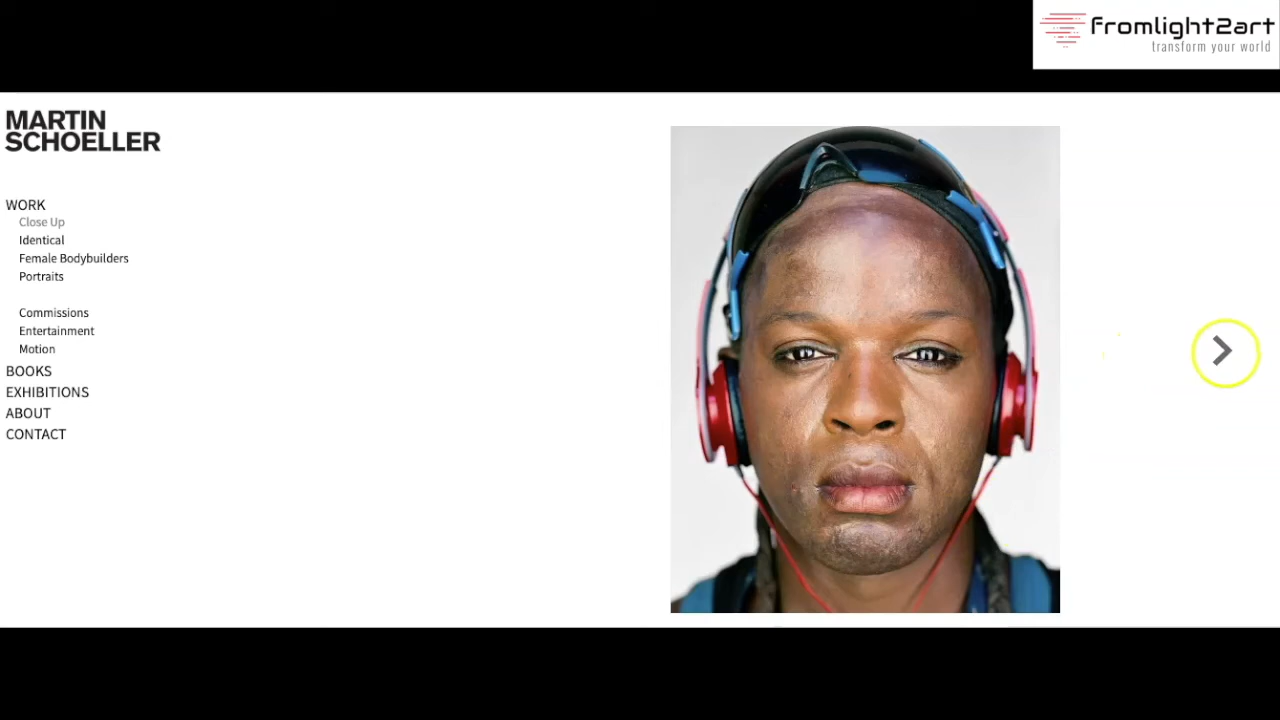 fromlight2art
transform your world
MARTIN
SCHOELLER
WORK
Close Up
Identical
Female Bodybuilders
Portraits
Commissions
Entertainment
Motion
BOOKS
EXHIBITIONS
ABOUT
CONTACT